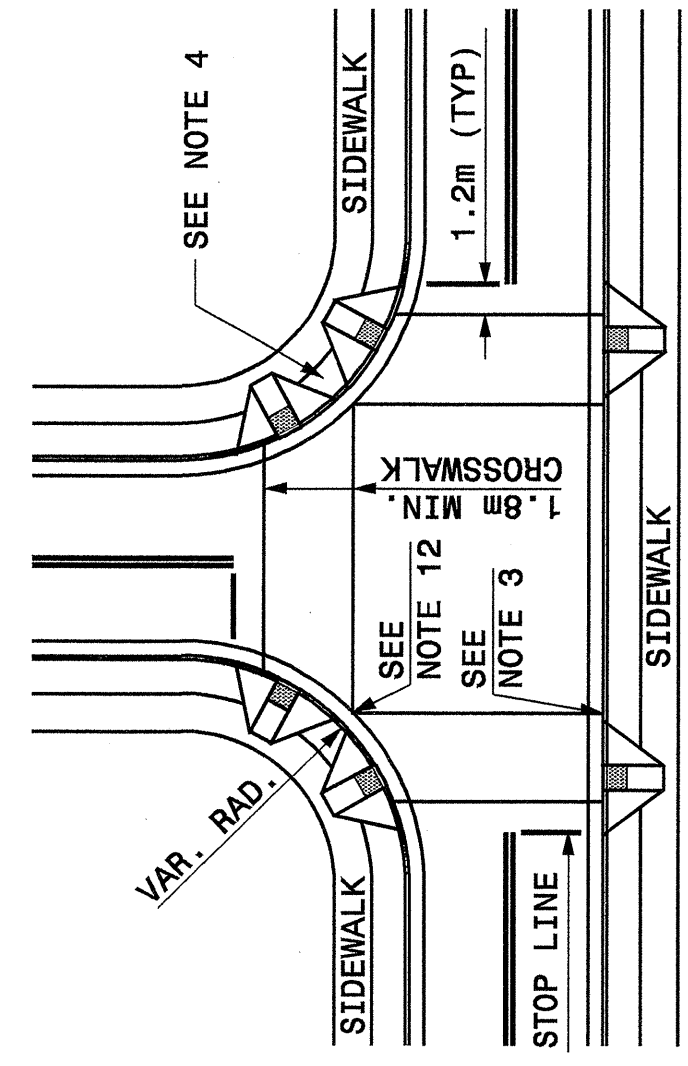 SEE NOTE 4
SIDEWALK
1.2m (TYP)
1.8m MIN.
CROSSWALK
SEE
NOTE 12
SEE
NOTE 3
SIDEWALK
VAR. RAD.
SIDEWALK
STOP LINE